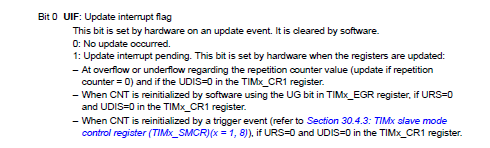 Bit 0 UIF: Update interrupt flag
This bit is set by hardware on an update event. It is cleared by software.
0: No update occurred.
1: Update interrupt pending. This bit is set by hardware when the registers are updated:
– At overflow or underflow regarding the repetition counter value (update if repetition
counter = 0) and if the UDIS=0 in the TIMx_CR1 register.
– When CNT is reinitialized by software using the UG bit in TIMx_EGR register, if URS=0
and UDIS=0 in the TIMx_CR1 register.
– When CNT is reinitialized by a trigger event (refer to Section 30.4.3: TIMx slave mode
control register (TIMx_SMCR)(x = 1, 8)), if URS=0 and UDIS=0 in the TIMx_CR1 register.